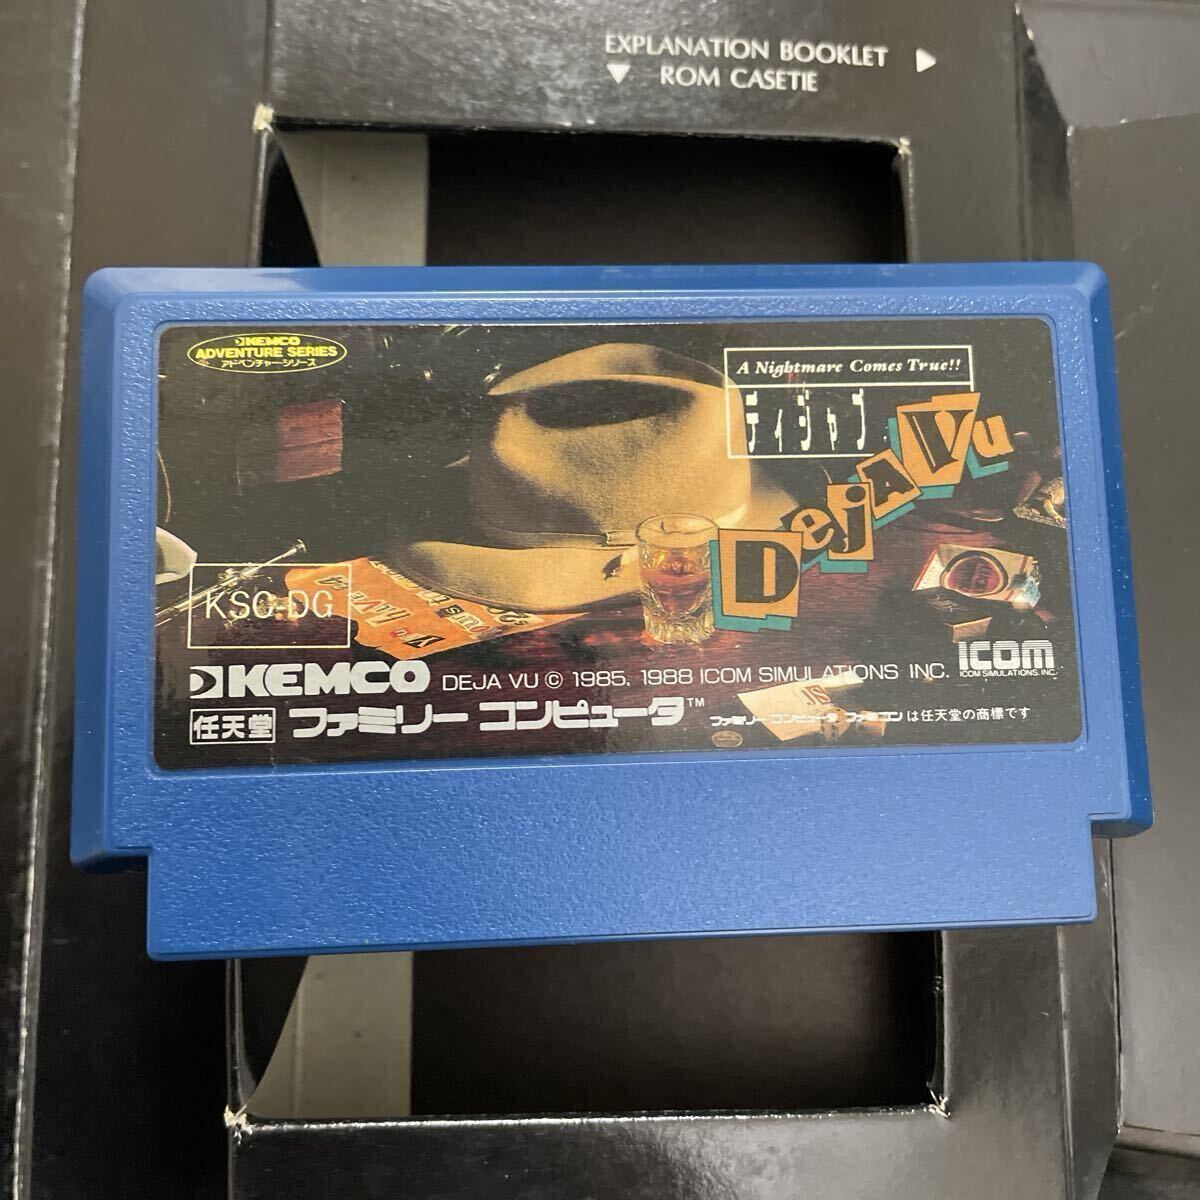 EXPLANATION BOOKLET ▶
▼ ROM CASETIE
KEMCO
ADVENTURE SERIES
アドベンチャーシリーズ
A Nightmare Comes True!!
ディジャブ
Deja Vu
KSC-DG
KEMCO DEJA VU © 1985, 1988 ICOM SIMULATIONS INC.
ICOM
ICOM SIMULATIONS, INC.
任天堂 ファミリーコンピュータ™
ファミリーコンピュータ ファミコンは任天堂の商標です
JS